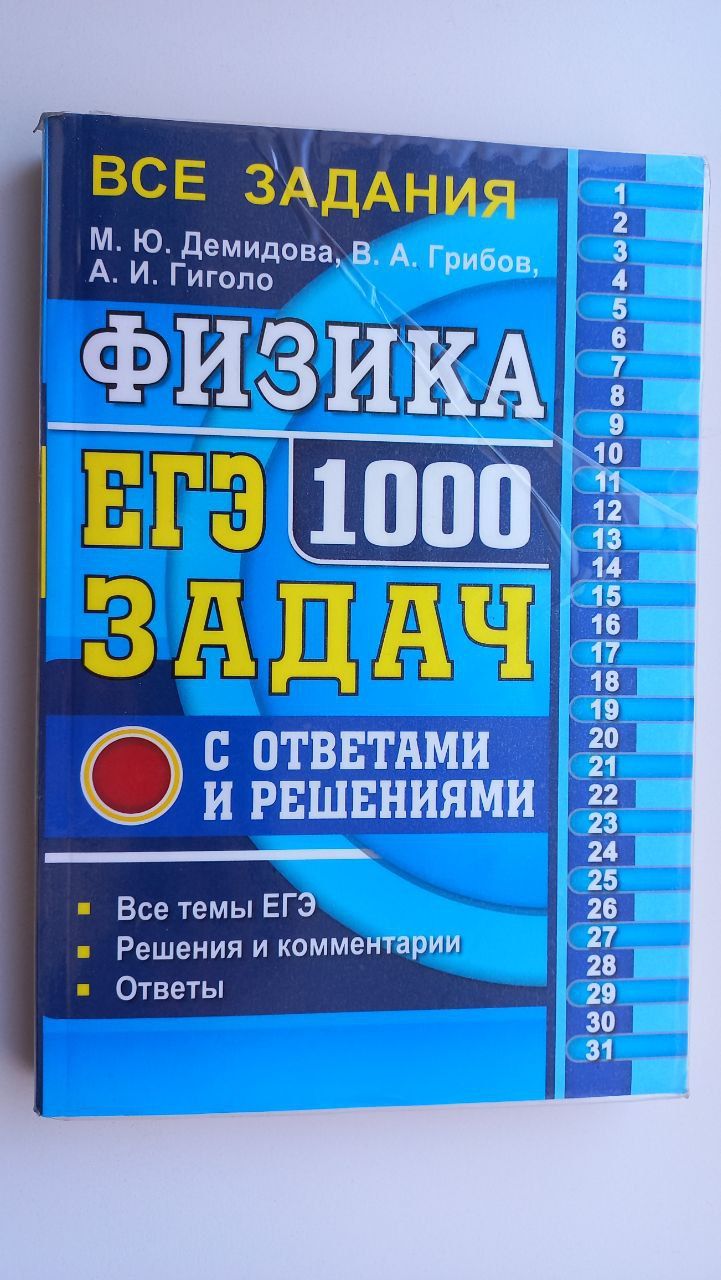 ВСЕ ЗАДАНИЯ
М. Ю. Демидова, В. А. Грибов,
А. И. Гиголо
ФИЗИКА
ЕГЭ 1000
ЗАДАЧ
С ОТВЕТАМИ
И РЕШЕНИЯМИ
Все темы ЕГЭ
Решения и комментарии
Ответы
1
2
3
4
5
6
7
8
9
10
11
12
13
14
15
16
17
18
19
20
21
22
23
24
25
26
27
28
29
30
31